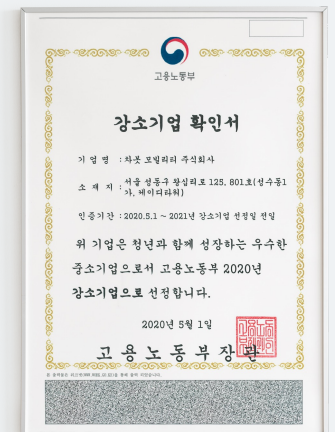 고용노동부
강소기업 확인서
기 업 명 : 차봇 모빌리티 주식회사
소 재 지 : 서울 성동구 왕십리로 125, 801호(성수동1
가, 케이디타워)
인증기간 : 2020.5.1 ~ 2021년 강소기업 선정일 전일
위 기업은 청년과 함께 성장하는 우수한
중소기업으로서 고용노동부 2020년
강소기업으로 선정합니다.
2020년 5월 1일
고용노동부장관